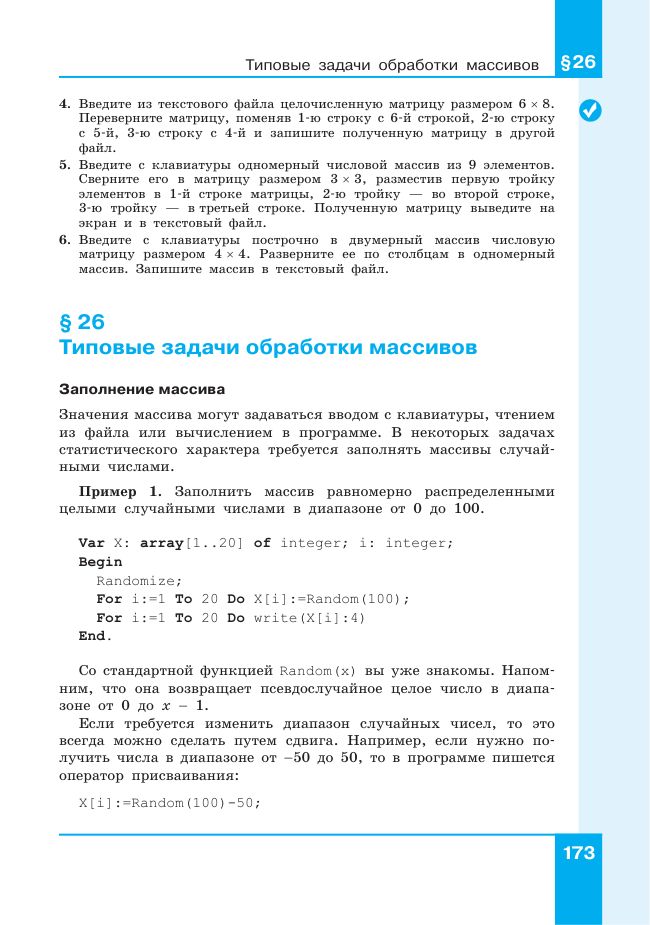 Типовые задачи обработки массивов
§ 26
4. Введите из текстового файла целочисленную матрицу размером 6 × 8.
Переверните матрицу, поменяв 1-ю строку с 6-й строкой, 2-ю строку
с 5-й, 3-ю строку с 4-й и запишите полученную матрицу в другой
файл.
5. Введите с клавиатуры одномерный числовой массив из 9 элементов.
Сверните его в матрицу размером 3 × 3, разместив первую тройку
элементов в 1-й строке матрицы, 2-ю тройку — во второй строке,
3-ю тройку — в третьей строке. Полученную матрицу выведите на
экран и в текстовый файл.
6. Введите с клавиатуры построчно в двумерный массив числовую
матрицу размером 4 × 4. Разверните ее по столбцам в одномерный
массив. Запишите массив в текстовый файл.
§ 26
Типовые задачи обработки массивов
Заполнение массива
Значения массива могут задаваться вводом с клавиатуры, чтением
из файла или вычислением в программе. В некоторых задачах
статистического характера требуется заполнять массивы случай-
ными числами.
Пример 1. Заполнить массив равномерно распределенными
целыми случайными числами в диапазоне от 0 до 100.
Var X: array[1..20] of integer; i: integer;
Begin
Randomize;
For i:=1 To 20 Do X[i]:=Random(100);
For i:=1 To 20 Do write(X[i]:4)
End.
Со стандартной функцией Random(x) вы уже знакомы. Напом-
ним, что она возвращает псевдослучайное целое число в диапа-
зоне от 0 до x − 1.
Если требуется изменить диапазон случайных чисел, то это
всегда можно сделать путем сдвига. Например, если нужно по-
лучить числа в диапазоне от −50 до 50, то в программе пишется
оператор присваивания:
X[i]:=Random(100)-50;
173